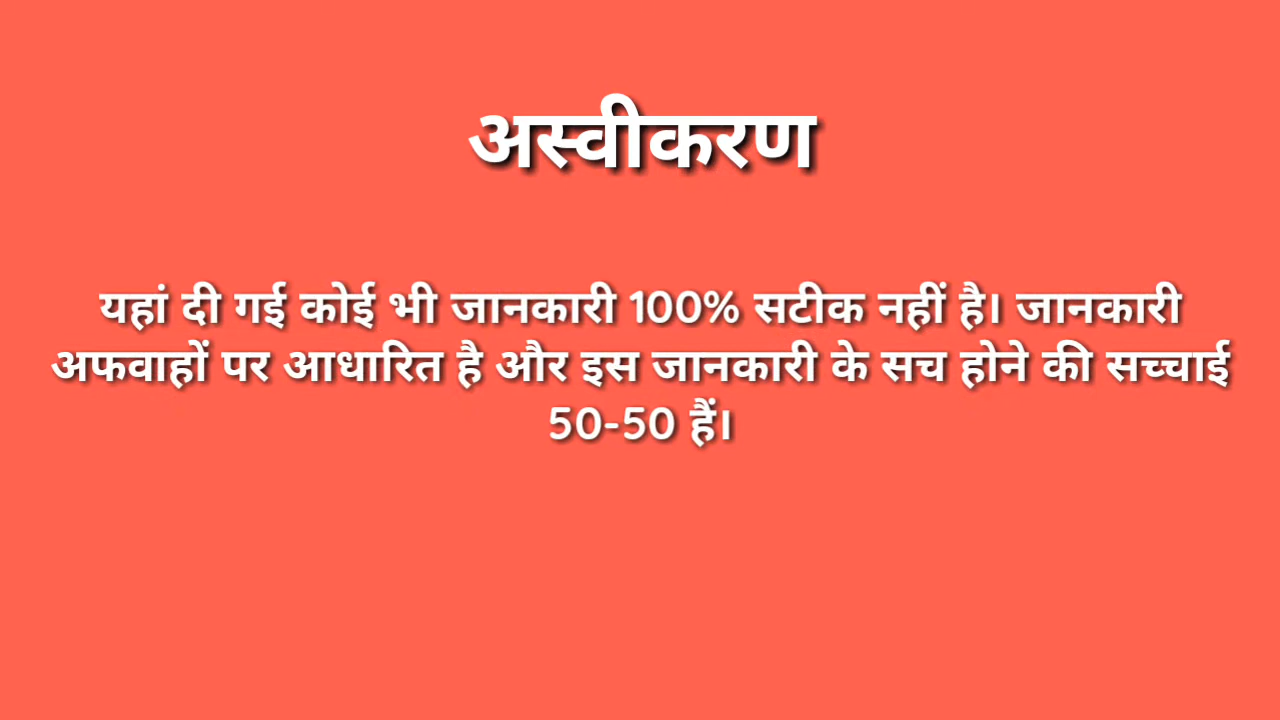 अस्वीकरण
यहां दी गई कोई भी जानकारी 100% सटीक नहीं है। जानकारी
अफवाहों पर आधारित है और इस जानकारी के सच होने की सच्चाई
50-50 हैं।